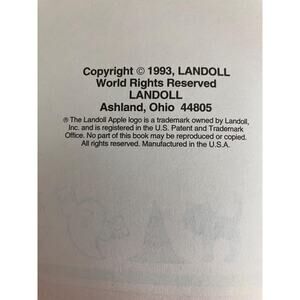 Copyright © 1993, LANDOLL
World Rights Reserved
LANDOLL
Ashland, Ohio 44805
® The Landoll Apple logo is a trademark owned by Landoll,
Inc. and is registered in the U.S. Patent and Trademark
Office. No part of this book may be reproduced or copied.
All rights reserved. Manufactured in the U.S.A.